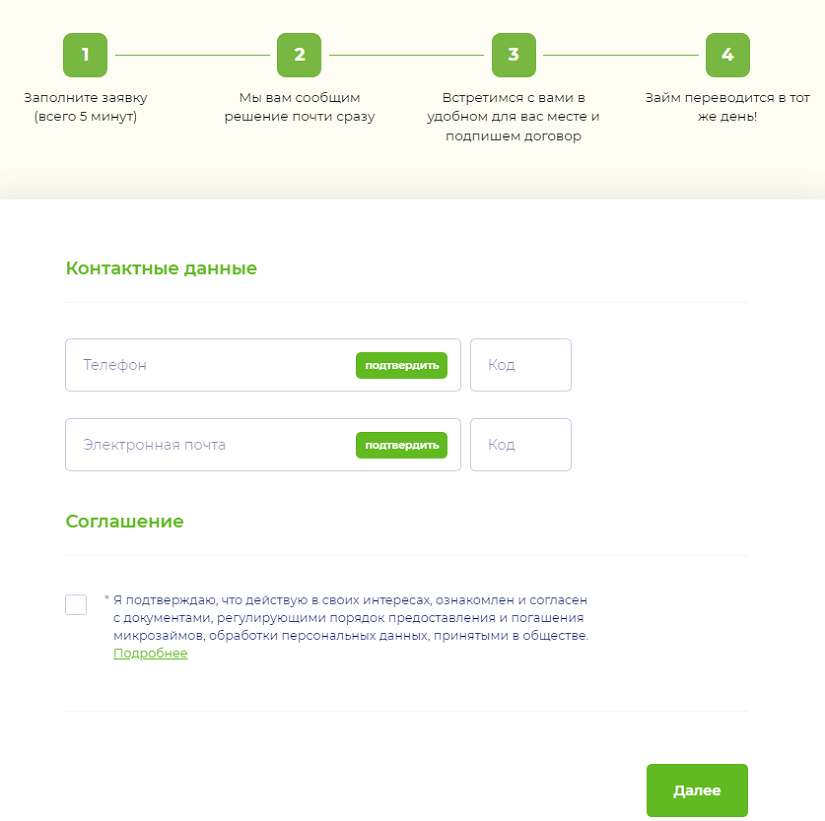 1
2
3
4
Заполните заявку
(всего 5 минут)
Мы вам сообщим
решение почти сразу
Встретимся с вами в
удобном для вас месте и
подпишем договор
Займ переводится в тот
же день!
Контактные данные
Телефон
подтвердить
Код
Электронная почта
подтвердить
Код
Соглашение
* Я подтверждаю, что действую в своих интересах, ознакомлен и согласен
с документами, регулирующими порядок предоставления и погашения
микрозаймов, обработки персональных данных, принятыми в обществе.
Подробнее
Далее